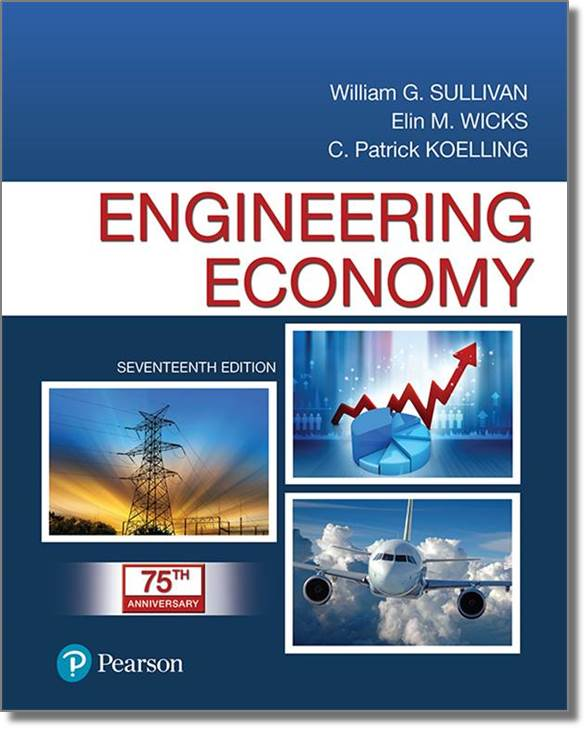 William G. SULLIVAN
Elin M. WICKS
C. Patrick KOELLING
ENGINEERING
ECONOMY
SEVENTEENTH EDITION
75TH
ANNIVERSARY
P Pearson